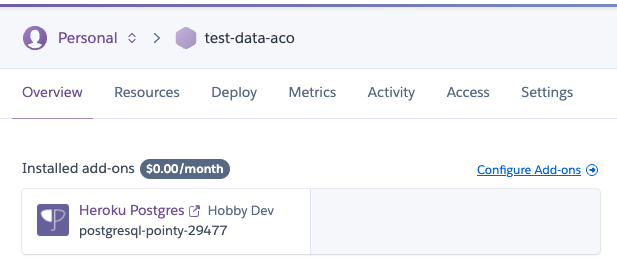 Personal > test-data-aco
Overview Resources Deploy Metrics Activity Access Settings
Installed add-ons $0.00/month Configure Add-ons
Heroku Postgres Hobby Dev
postgresql-pointy-29477